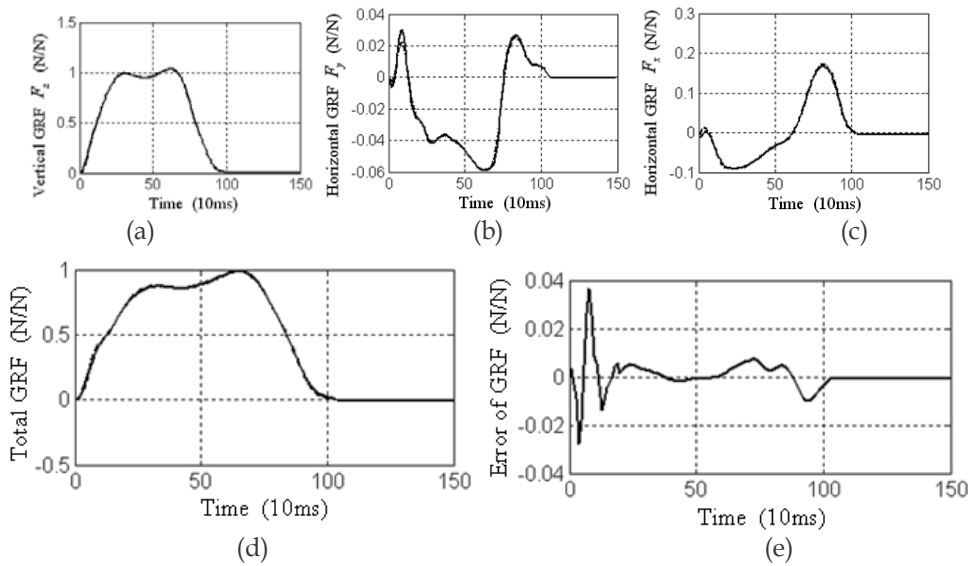 Vertical GRF Fz (N/N)
1.5
1
0.5
0
0
50
100
150
Time (10ms)
(a)
Horizontal GRF Fy (N/N)
0.04
0.02
0
-0.02
-0.04
-0.06
0
50
100
150
Time (10ms)
(b)
Horizontal GRF Fx (N/N)
0.3
0.2
0.1
0
-0.1
0
50
100
150
Time (10ms)
(c)
Total GRF (N/N)
1
0.5
0
-0.5
0
50
100
150
Time (10ms)
(d)
Error of GRF (N/N)
0.04
0.02
0
-0.02
-0.04
0
50
100
150
Time (10ms)
(e)